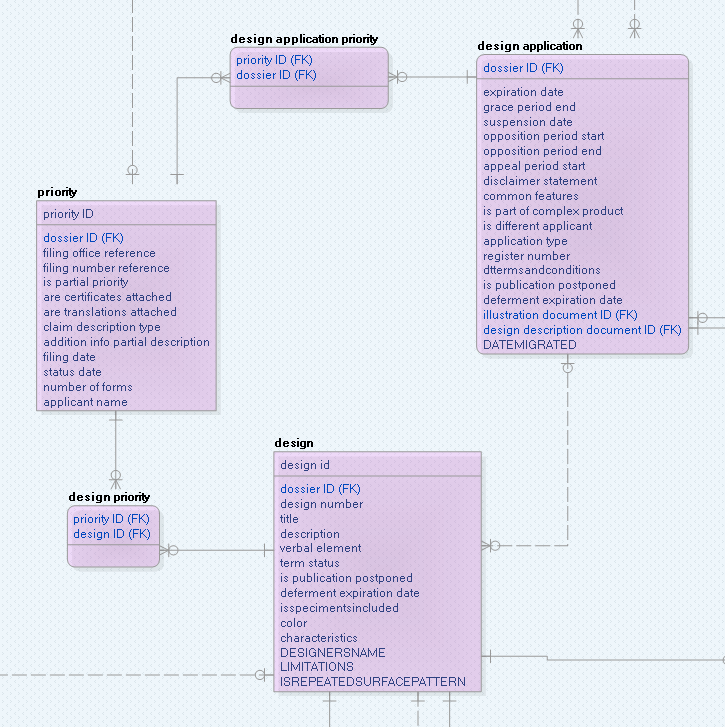 design application priority
priority ID (FK)
dossier ID (FK)
design application
dossier ID (FK)
expiration date
grace period end
suspension date
opposition period start
opposition period end
appeal period start
disclaimer statement
common features
is part of complex product
is different applicant
application type
register number
dttermsandconditions
is publication postponed
deferment expiration date
illustration document ID (FK)
design description document ID (FK)
DATEMIGRATED
priority
priority ID
dossier ID (FK)
filing office reference
filing number reference
is partial priority
are certificates attached
are translations attached
claim description type
addition info partial description
filing date
status date
number of forms
applicant name
design priority
priority ID (FK)
design ID (FK)
design
design id
dossier ID (FK)
design number
title
description
verbal element
term status
is publication postponed
deferment expiration date
isspecimentsincluded
color
characteristics
DESIGNERSNAME
LIMITATIONS
ISREPEATEDSURFACEPATTERN